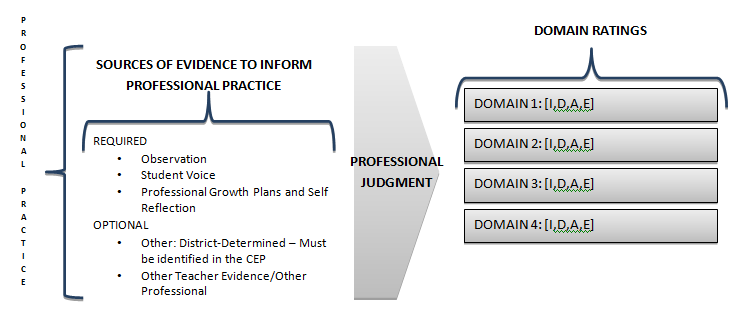 PROFESSIONAL PRACTICE
SOURCES OF EVIDENCE TO INFORM
PROFESSIONAL PRACTICE
REQUIRED
• Observation
• Student Voice
• Professional Growth Plans and Self
Reflection
OPTIONAL
• Other: District-Determined – Must
be identified in the CEP
• Other Teacher Evidence/Other
Professional
PROFESSIONAL
JUDGMENT
DOMAIN RATINGS
DOMAIN 1: [I,D,A,E]
DOMAIN 2: [I,D,A,E]
DOMAIN 3: [I,D,A,E]
DOMAIN 4: [I,D,A,E]